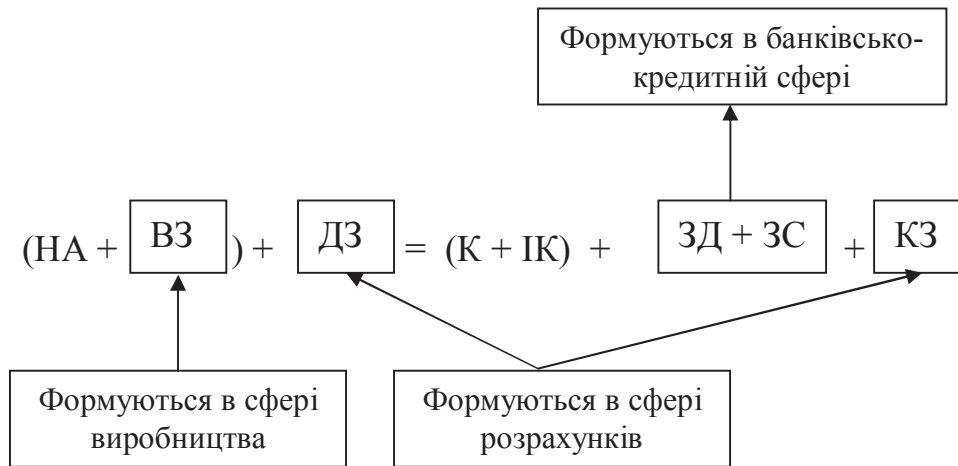 Формуються в банківсько-
кредитній сфері
(НА + ВЗ ) + ДЗ = (К + ІК) + ЗД + ЗС + КЗ
Формуються в сфері
виробництва
Формуються в сфері
розрахунків